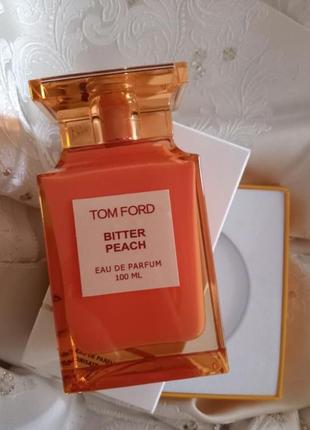 TOM FORD
BITTER
PEACH
EAU DE PARFUM
100 ML